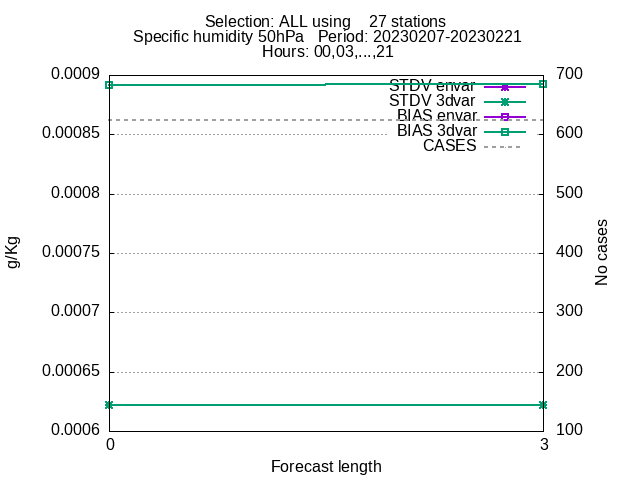 Selection: ALL using    27 stations
Specific humidity 50hPa   Period: 20230207-20230221
Hours: 00,03,...,21
0.0009
0.00085
0.0008
0.00075
0.0007
0.00065
0.0006
g/Kg
STDV envar
STDV 3dvar
BIAS envar
BIAS 3dvar
CASES
700
600
500
400
300
200
100
No cases
0
3
Forecast length